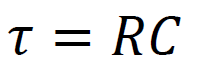 τ = RC